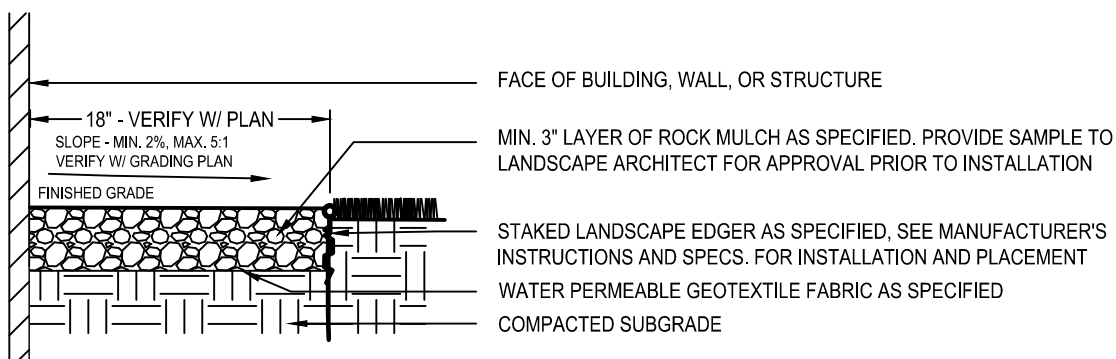 FACE OF BUILDING, WALL, OR STRUCTURE
18" - VERIFY W/ PLAN
SLOPE - MIN. 2%, MAX. 5:1
VERIFY W/ GRADING PLAN
FINISHED GRADE
MIN. 3" LAYER OF ROCK MULCH AS SPECIFIED. PROVIDE SAMPLE TO
LANDSCAPE ARCHITECT FOR APPROVAL PRIOR TO INSTALLATION
STAKED LANDSCAPE EDGER AS SPECIFIED, SEE MANUFACTURER'S
INSTRUCTIONS AND SPECS. FOR INSTALLATION AND PLACEMENT
WATER PERMEABLE GEOTEXTILE FABRIC AS SPECIFIED
COMPACTED SUBGRADE